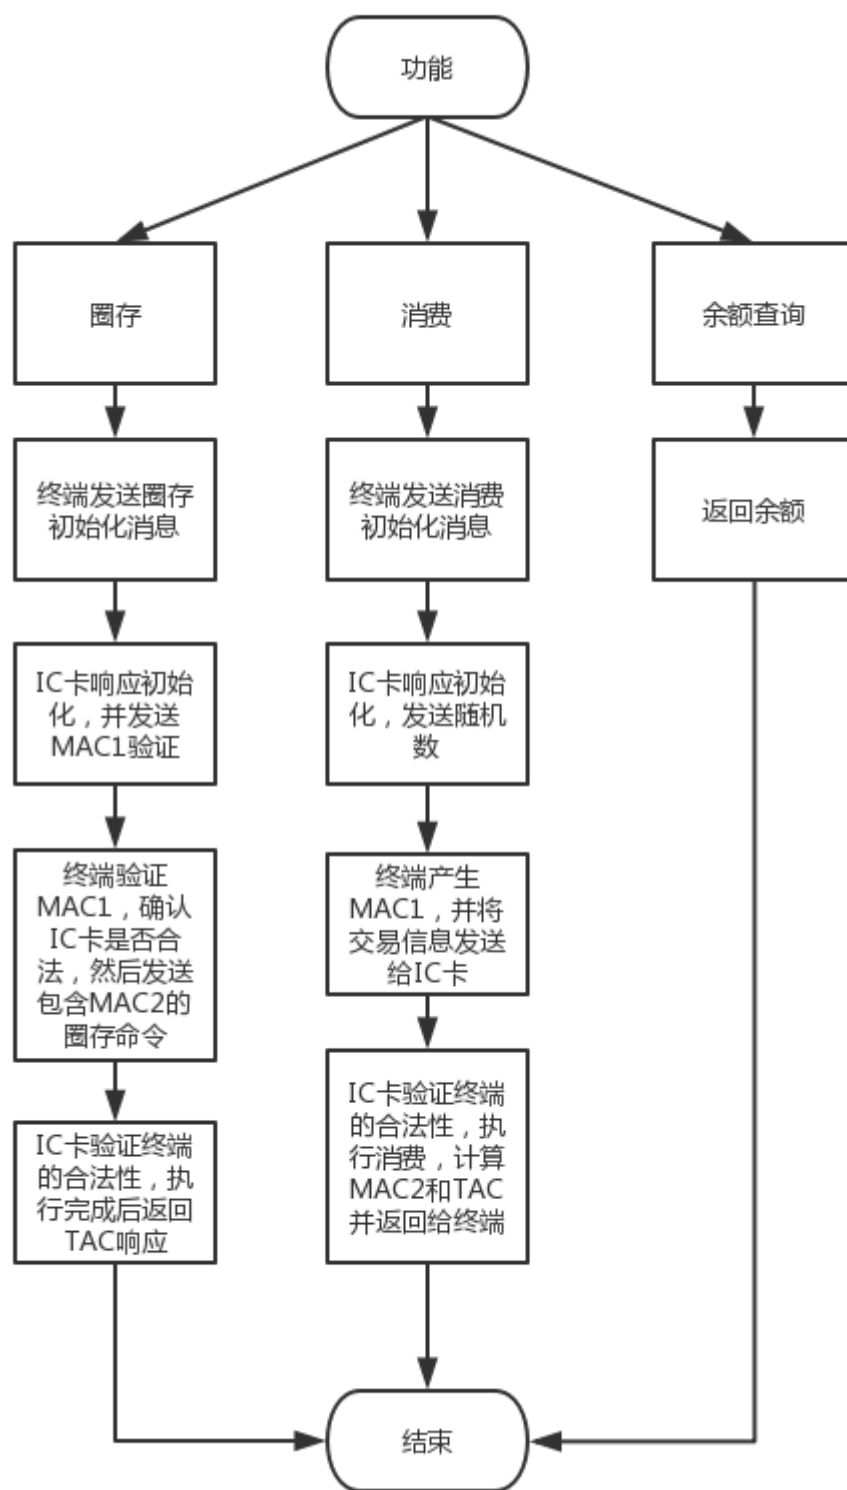 功能
圈存
消费
余额查询
终端发送圈存
初始化消息
终端发送消费
初始化消息
返回余额
IC卡响应初始
化，并发送
MAC1验证
IC卡响应初始
化，发送随机
数
终端验证
MAC1，确认
IC卡是否合
法，然后发送
包含MAC2的
圈存命令
终端产生
MAC1，并将
交易信息发送
给IC卡
IC卡验证终端
的合法性，执
行完成后返回
TAC响应
IC卡验证终端
的合法性，执
行消费，计算
MAC2和TAC
并返回给终端
结束